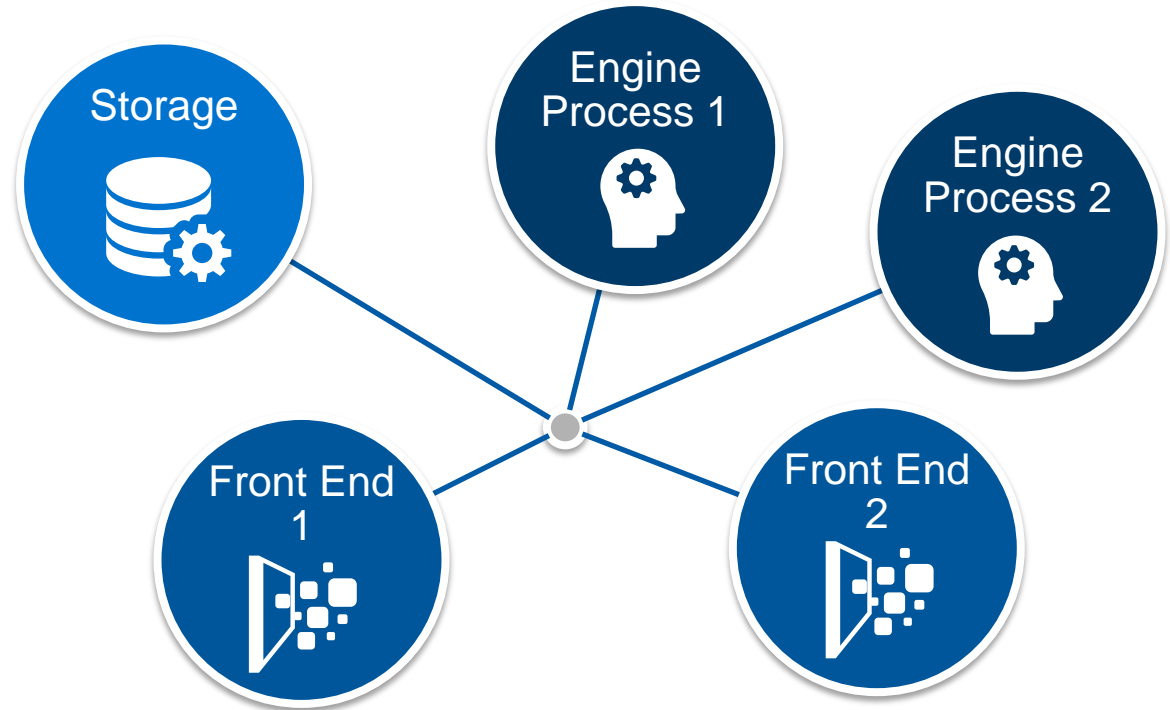 Storage
Engine
Process 1
Engine
Process 2
Front End
1
Front End
2